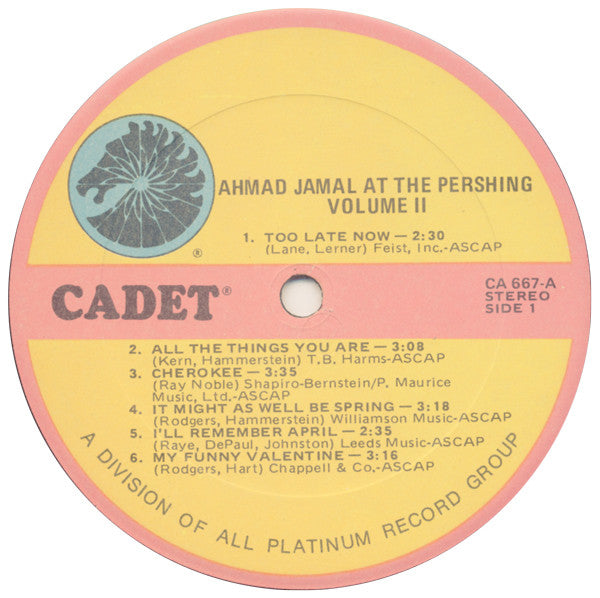 AHMAD JAMAL AT THE PERSHING
VOLUME II
®
1. TOO LATE NOW — 2:30
(Lane, Lerner) Feist, Inc.-ASCAP
CADET®
CA 667-A
STEREO
SIDE 1
2. ALL THE THINGS YOU ARE — 3:08
(Kern, Hammerstein) T.B. Harms-ASCAP
3. CHEROKEE — 3:35
(Ray Noble) Shapiro-Bernstein/P. Maurice
Music, Ltd.-ASCAP
4. IT MIGHT AS WELL BE SPRING — 3:18
(Rodgers, Hammerstein) Williamson Music-ASCAP
5. I'LL REMEMBER APRIL — 2:35
(Raye, DePaul, Johnston) Leeds Music-ASCAP
6. MY FUNNY VALENTINE — 3:16
(Rodgers, Hart) Chappell & Co.-ASCAP
A DIVISION OF ALL PLATINUM RECORD GROUP